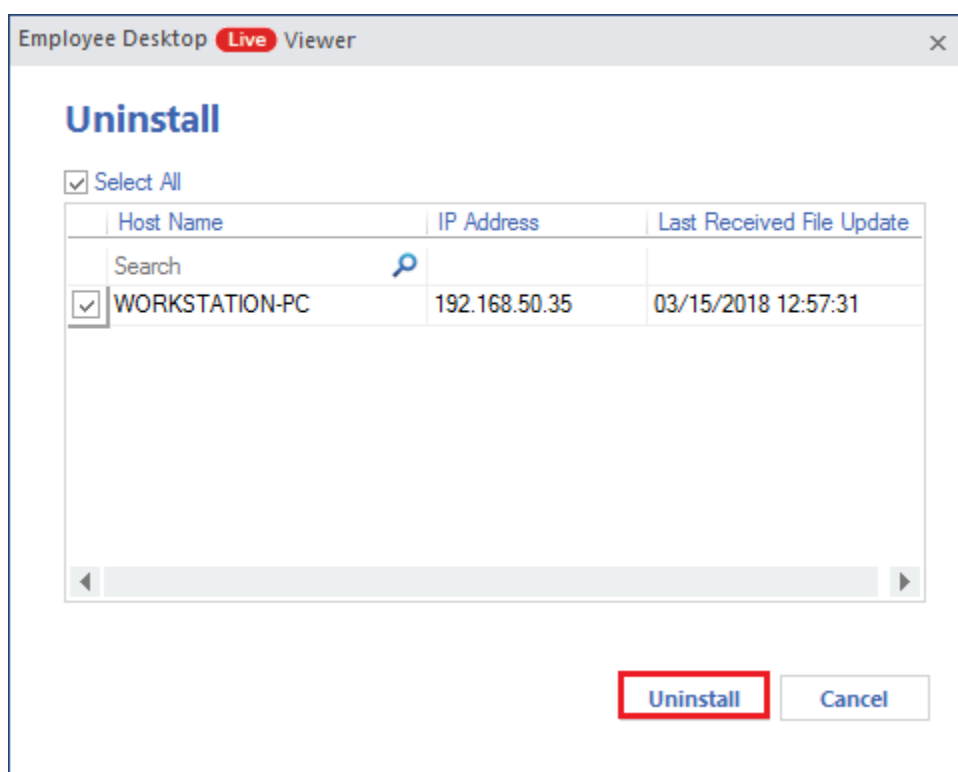 Employee Desktop Live Viewer
Uninstall
Select All
Host Name IP Address Last Received File Update
Search
WORKSTATION-PC 192.168.50.35 03/15/2018 12:57:31
Uninstall Cancel